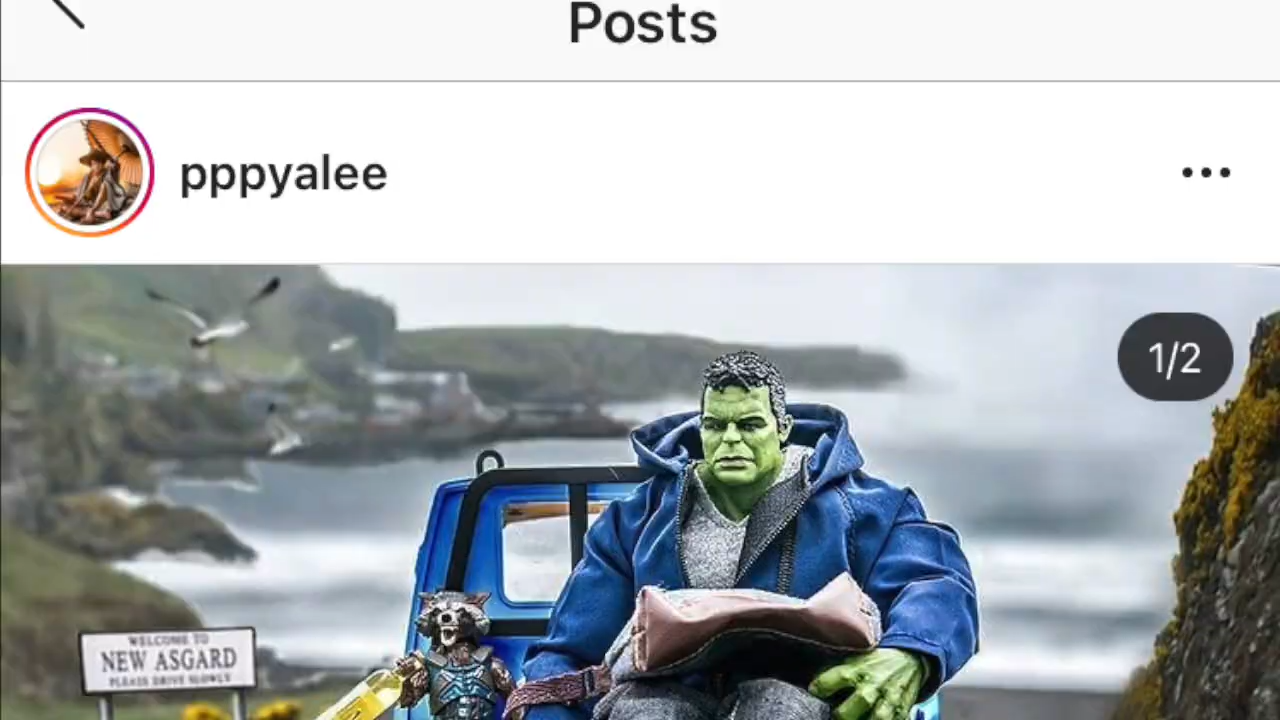 Posts
pppyalee
1/2
WELCOME TO
NEW ASGARD
PLEASE DRIVE SLOWLY